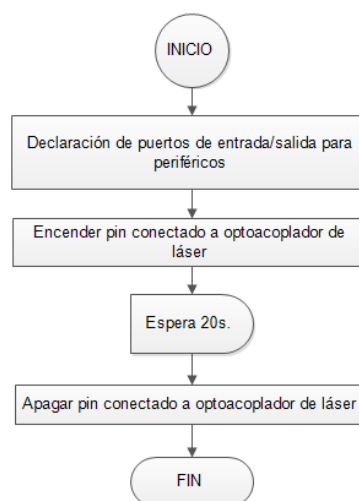 INICIO
Declaración de puertos de entrada/salida para
periféricos
Encender pin conectado a optoacoplador de
láser
Espera 20s.
Apagar pin conectado a optoacoplador de láser
FIN